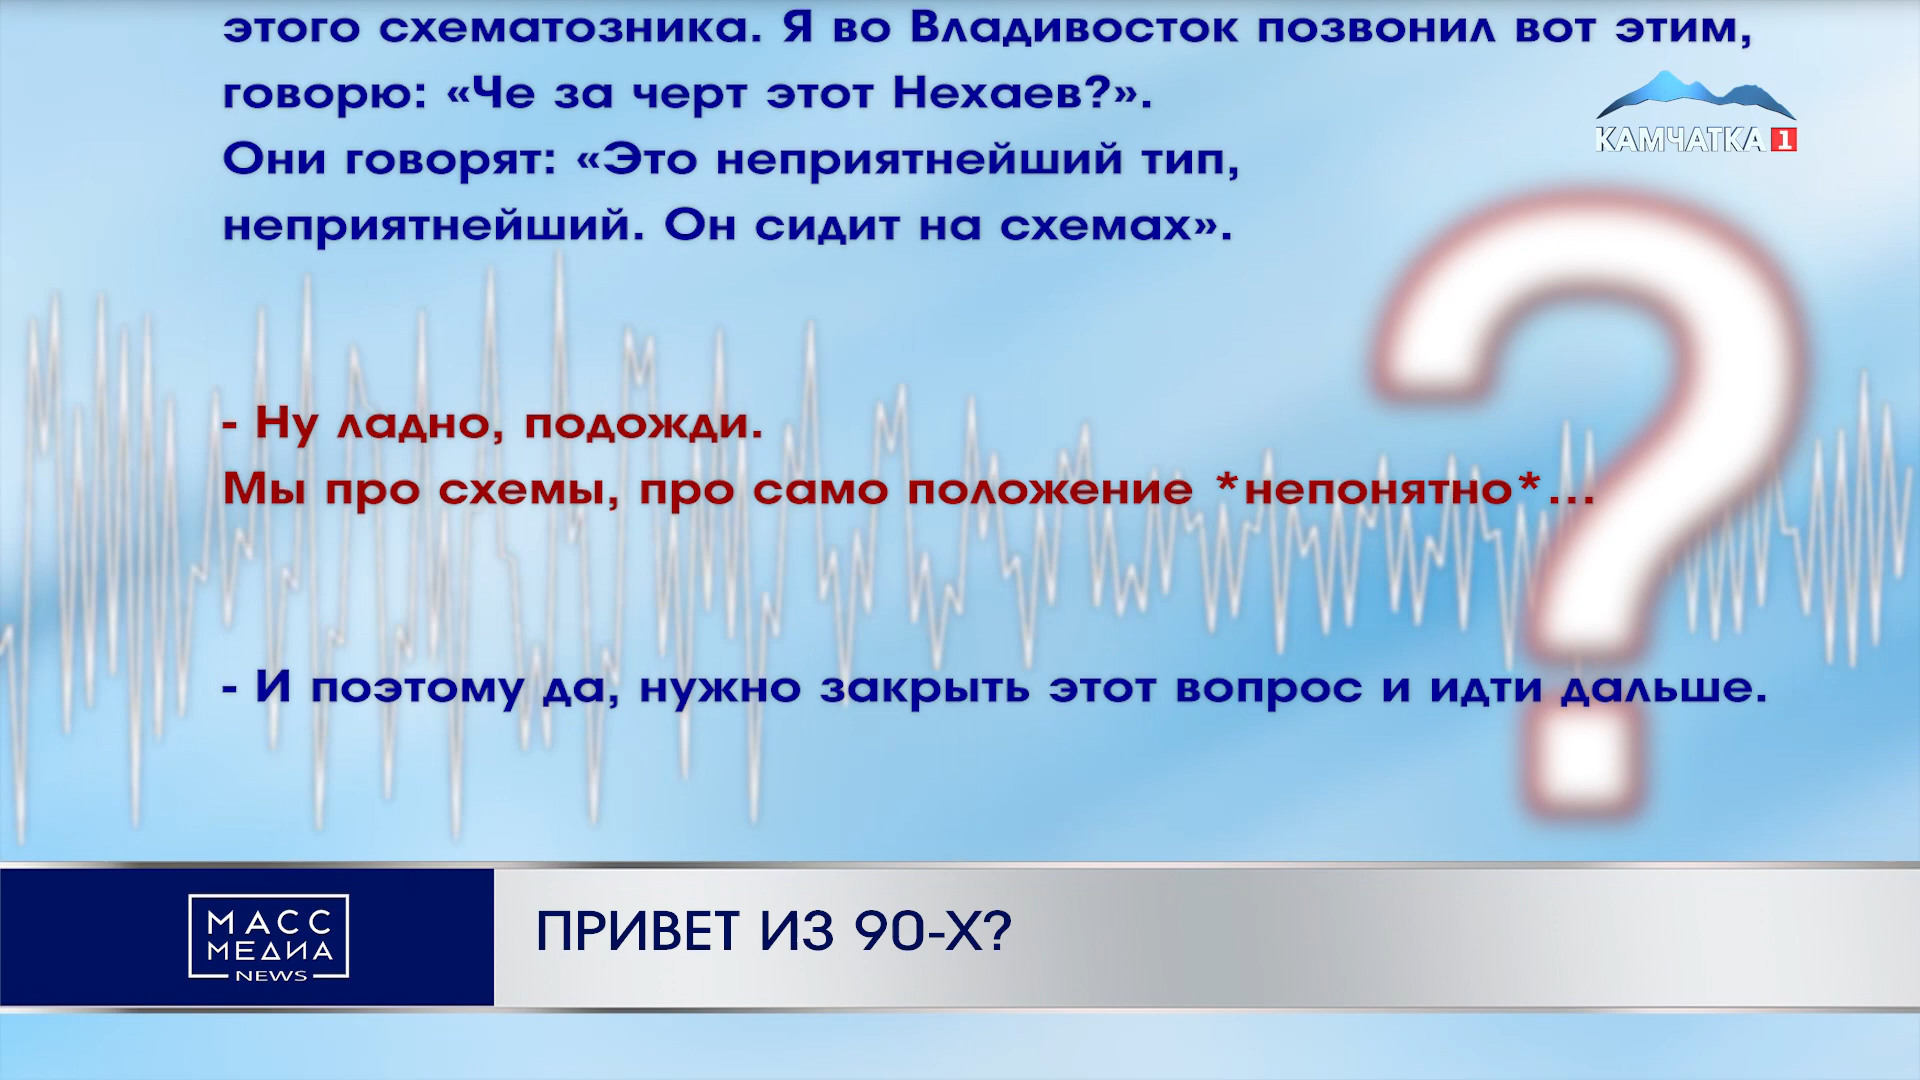 этого схематозника. Я во Владивосток позвонил вот этим,
говорю: «Че за черт этот Нехаев?».
Они говорят: «Это неприятнейший тип,
неприятнейший. Он сидит на схемах».
КАМЧАТКА 1
- Ну ладно, подожди.
Мы про схемы, про само положение *непонятно*...
- И поэтому да, нужно закрыть этот вопрос и идти дальше.
МАСС
МЕДИА
NEWS
ПРИВЕТ ИЗ 90-Х?
?